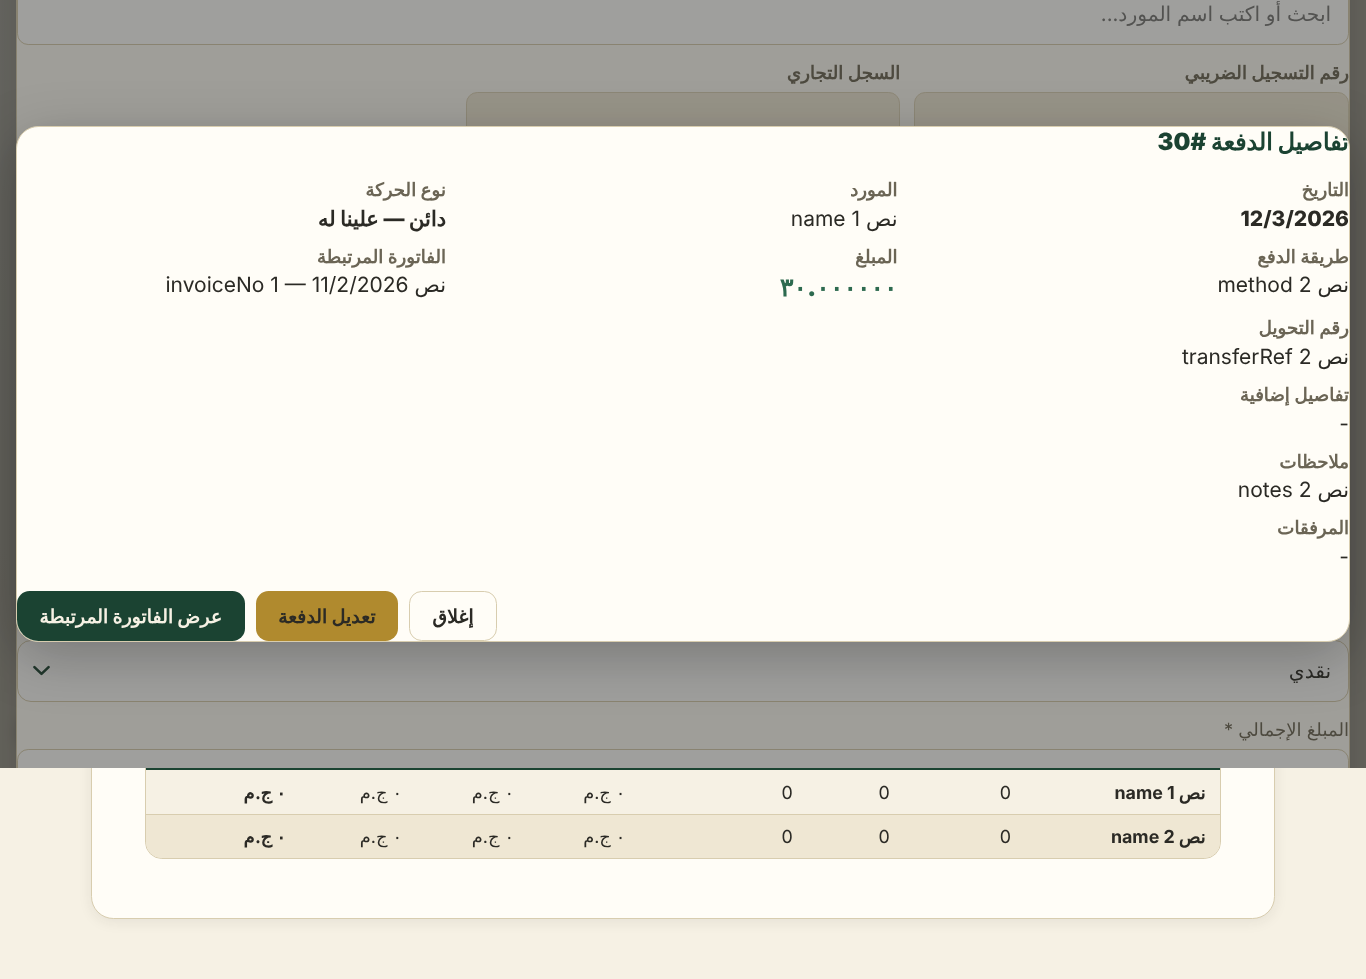 ابحث أو اكتب اسم المورد...
رقم التسجيل الضريبي
السجل التجاري
تفاصيل الدفعة #30
التاريخ
12/3/2026
المورد
نص name 1
نوع الحركة
دائن — علينا له
طريقة الدفع
نص method 2
المبلغ
٣٠.٠٠٠٠٠٠
الفاتورة المرتبطة
نص invoiceNo 1 — 11/2/2026
رقم التحويل
نص transferRef 2
تفاصيل إضافية
-
ملاحظات
نص notes 2
المرفقات
-
إغلاق
تعديل الدفعة
عرض الفاتورة المرتبطة
نقدي
المبلغ الإجمالي *
نص name 1 0 0 0 ٠ ج.م ٠ ج.م ٠ ج.م ٠ ج.م
نص name 2 0 0 0 ٠ ج.م ٠ ج.م ٠ ج.م ٠ ج.م